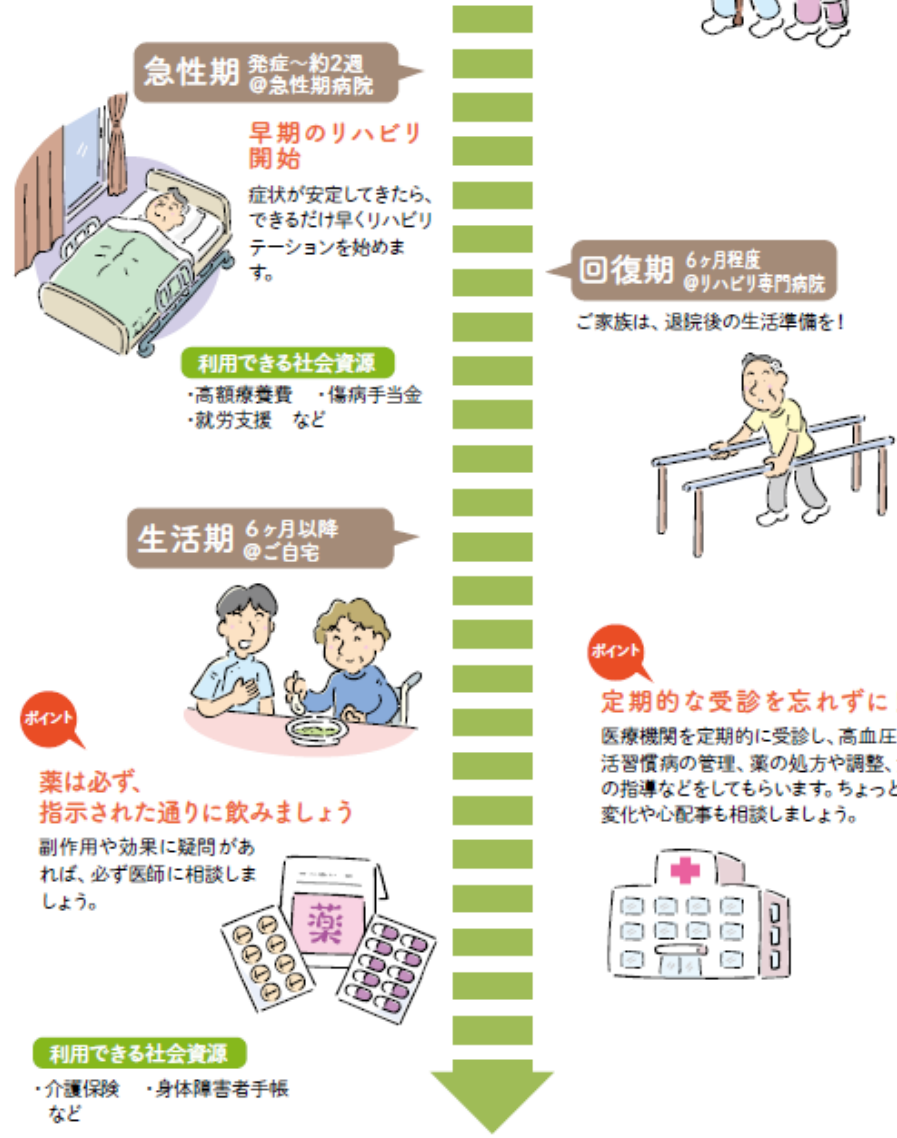 急性期 発症～約2週
@急性期病院
早期のリハビリ
開始
症状が安定してきたら、
できるだけ早くリハビリ
テーションを始めま
す。
利用できる社会資源
・高額療養費 ・傷病手当金
・就労支援 など
回復期 6ヶ月程度
@リハビリ専門病院
ご家族は、退院後の生活準備を！
生活期 6ヶ月以降
@ご自宅
ポイント
薬は必ず、
指示された通りに飲みましょう
副作用や効果に疑問があ
れば、必ず医師に相談しま
しょう。
薬
利用できる社会資源
・介護保険 ・身体障害者手帳
など
ポイント
定期的な受診を忘れずに
医療機関を定期的に受診し、高血圧
活習慣病の管理、薬の処方や調整、
の指導などをしてもらいます。ちょっと
変化や心配事も相談しましょう。